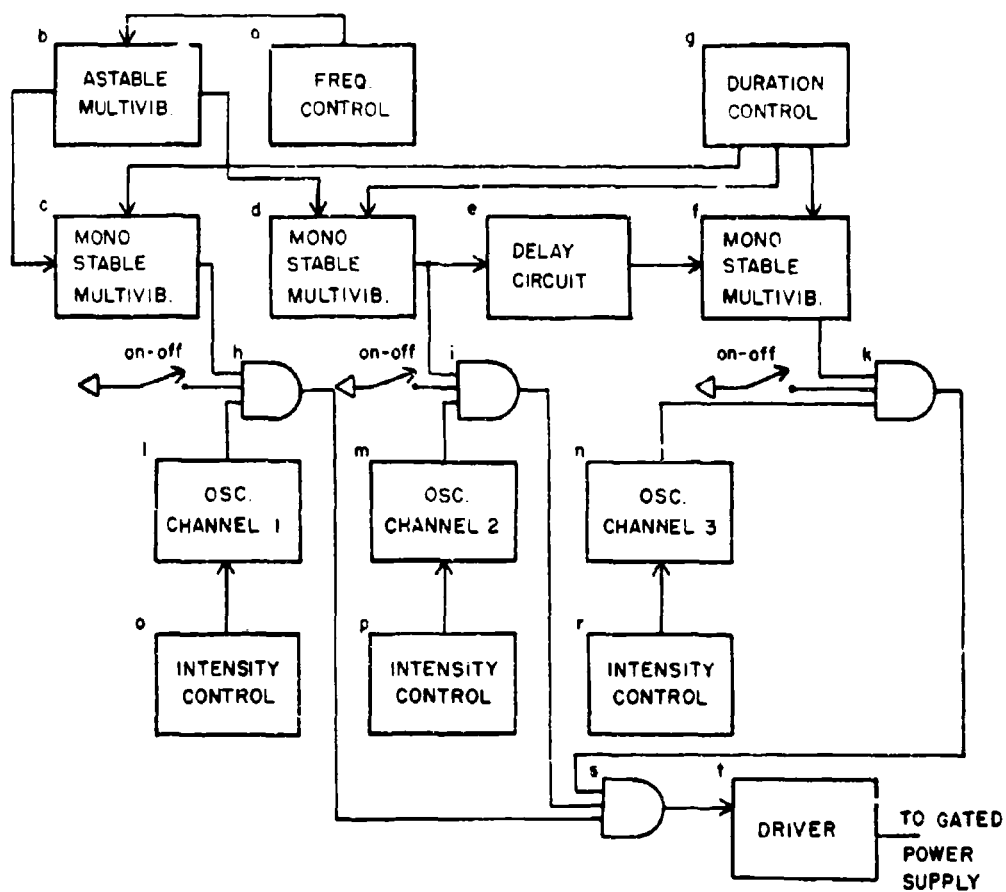 b
a
g
ASTABLE
MULTIVIB.
FREQ.
CONTROL
DURATION
CONTROL
c
d
e
f
MONO
STABLE
MULTIVIB.
MONO
STABLE
MULTIVIB.
DELAY
CIRCUIT
MONO
STABLE
MULTIVIB.
on-off
h
on-off
i
on-off
k
l
m
n
OSC.
CHANNEL 1
OSC.
CHANNEL 2
OSC.
CHANNEL 3
o
p
r
INTENSITY
CONTROL
INTENSITY
CONTROL
INTENSITY
CONTROL
s
t
DRIVER
TO GATED
POWER
SUPPLY